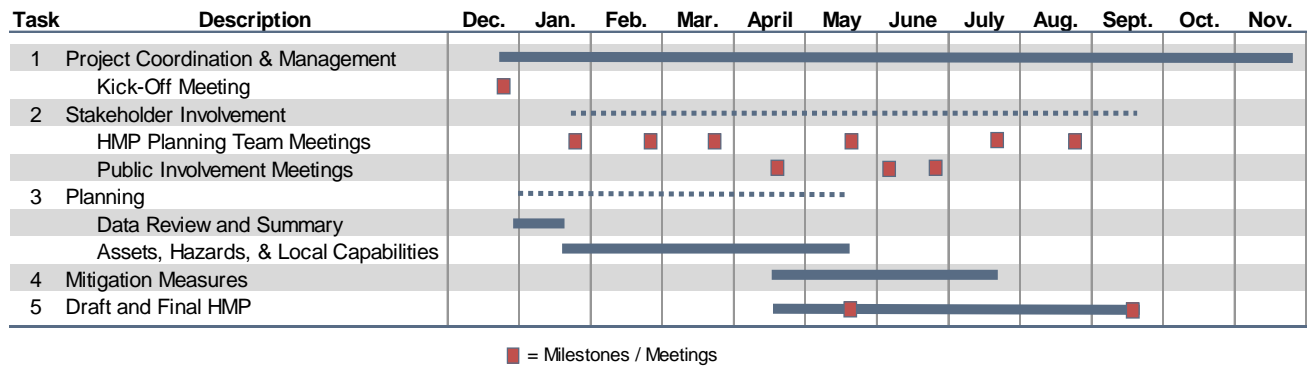 Task Description Dec. Jan. Feb. Mar. April May June July Aug. Sept. Oct. Nov.
1 Project Coordination & Management
Kick-Off Meeting
2 Stakeholder Involvement
HMP Planning Team Meetings
Public Involvement Meetings
3 Planning
Data Review and Summary
Assets, Hazards, & Local Capabilities
4 Mitigation Measures
5 Draft and Final HMP
= Milestones / Meetings